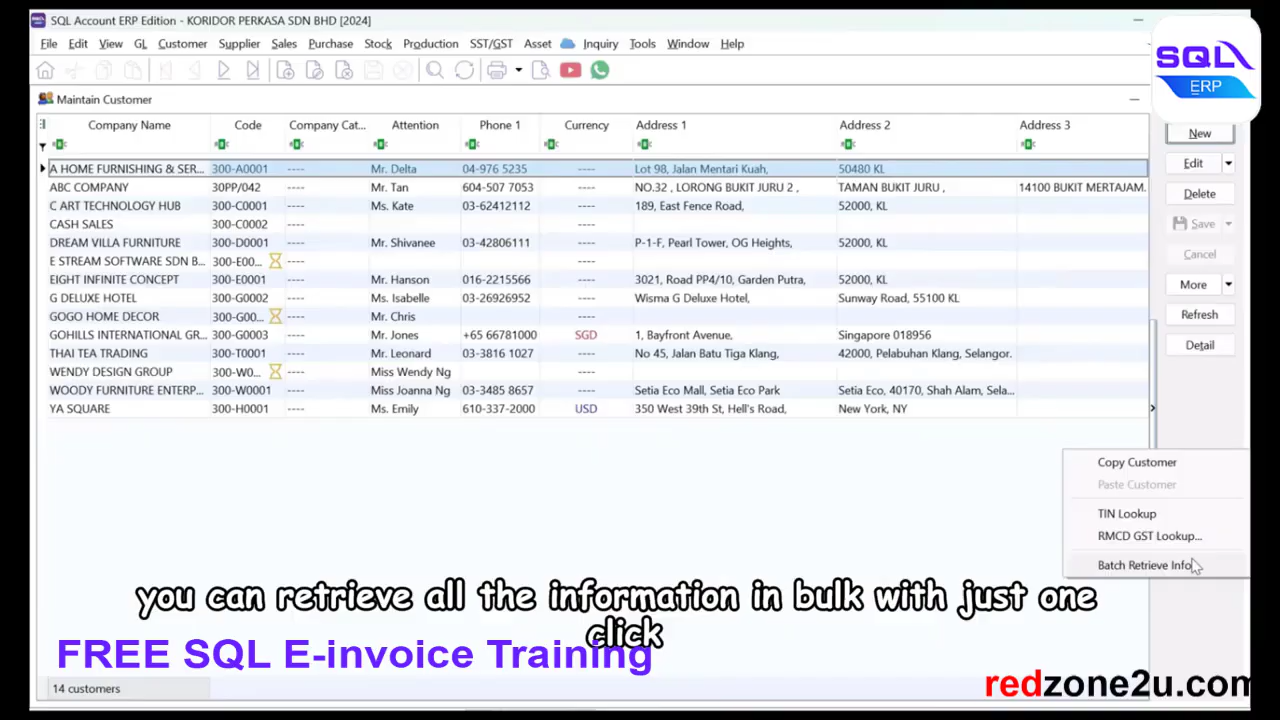 SQL Account ERP Edition - KORIDOR PERKASA SDN BHD [2024]
File Edit View GL Customer Supplier Sales Purchase Stock Production SST/GST Asset Inquiry Tools Window Help
SQL
ERP
Maintain Customer
Company Name Code Company Cat... Attention Phone 1 Currency Address 1 Address 2 Address 3
A HOME FURNISHING & SER... 300-A0001 ---- Mr. Delta 04-976 5235 ---- Lot 98, Jalan Mentari Kuah, 50480 KL
ABC COMPANY 30PP/042 ---- Mr. Tan 604-507 7053 ---- NO.32 , LORONG BUKIT JURU 2 , TAMAN BUKIT JURU , 14100 BUKIT MERTAJAM.
C ART TECHNOLOGY HUB 300-C0001 ---- Ms. Kate 03-62412112 ---- 189, East Fence Road, 52000, KL
CASH SALES 300-C0002 ---- ----
DREAM VILLA FURNITURE 300-D0001 ---- Mr. Shivanee 03-42806111 ---- P-1-F, Pearl Tower, OG Heights, 52000, KL
E STREAM SOFTWARE SDN B... 300-E00... ---- ----
EIGHT INFINITE CONCEPT 300-E0001 ---- Mr. Hanson 016-2215566 ---- 3021, Road PP4/10, Garden Putra, 52000, KL
G DELUXE HOTEL 300-G0002 ---- Ms. Isabelle 03-26926952 ---- Wisma G Deluxe Hotel, Sunway Road, 55100 KL
GOGO HOME DECOR 300-G00... ---- Mr. Chris ----
GOHILLS INTERNATIONAL GR... 300-G0003 ---- Mr. Jones +65 66781000 SGD 1, Bayfront Avenue, Singapore 018956
THAI TEA TRADING 300-T0001 ---- Mr. Leonard 03-3816 1027 ---- No 45, Jalan Batu Tiga Klang, 42000, Pelabuhan Klang, Selangor.
WENDY DESIGN GROUP 300-W0... ---- Miss Wendy Ng ----
WOODY FURNITURE ENTERP... 300-W0001 ---- Miss Joanna Ng 03-3485 8657 ---- Setia Eco Mall, Setia Eco Park Setia Eco, 40170, Shah Alam, Sela...
YA SQUARE 300-H0001 ---- Ms. Emily 610-337-2000 USD 350 West 39th St, Hell's Road, New York, NY
New
Edit
Delete
Save
Cancel
More
Refresh
Detail
Copy Customer
Paste Customer
TIN Lookup
RMCD GST Lookup...
Batch Retrieve Info
you can retrieve all the information in bulk with just one
click
FREE SQL E-invoice Training
14 customers
redzone2u.com